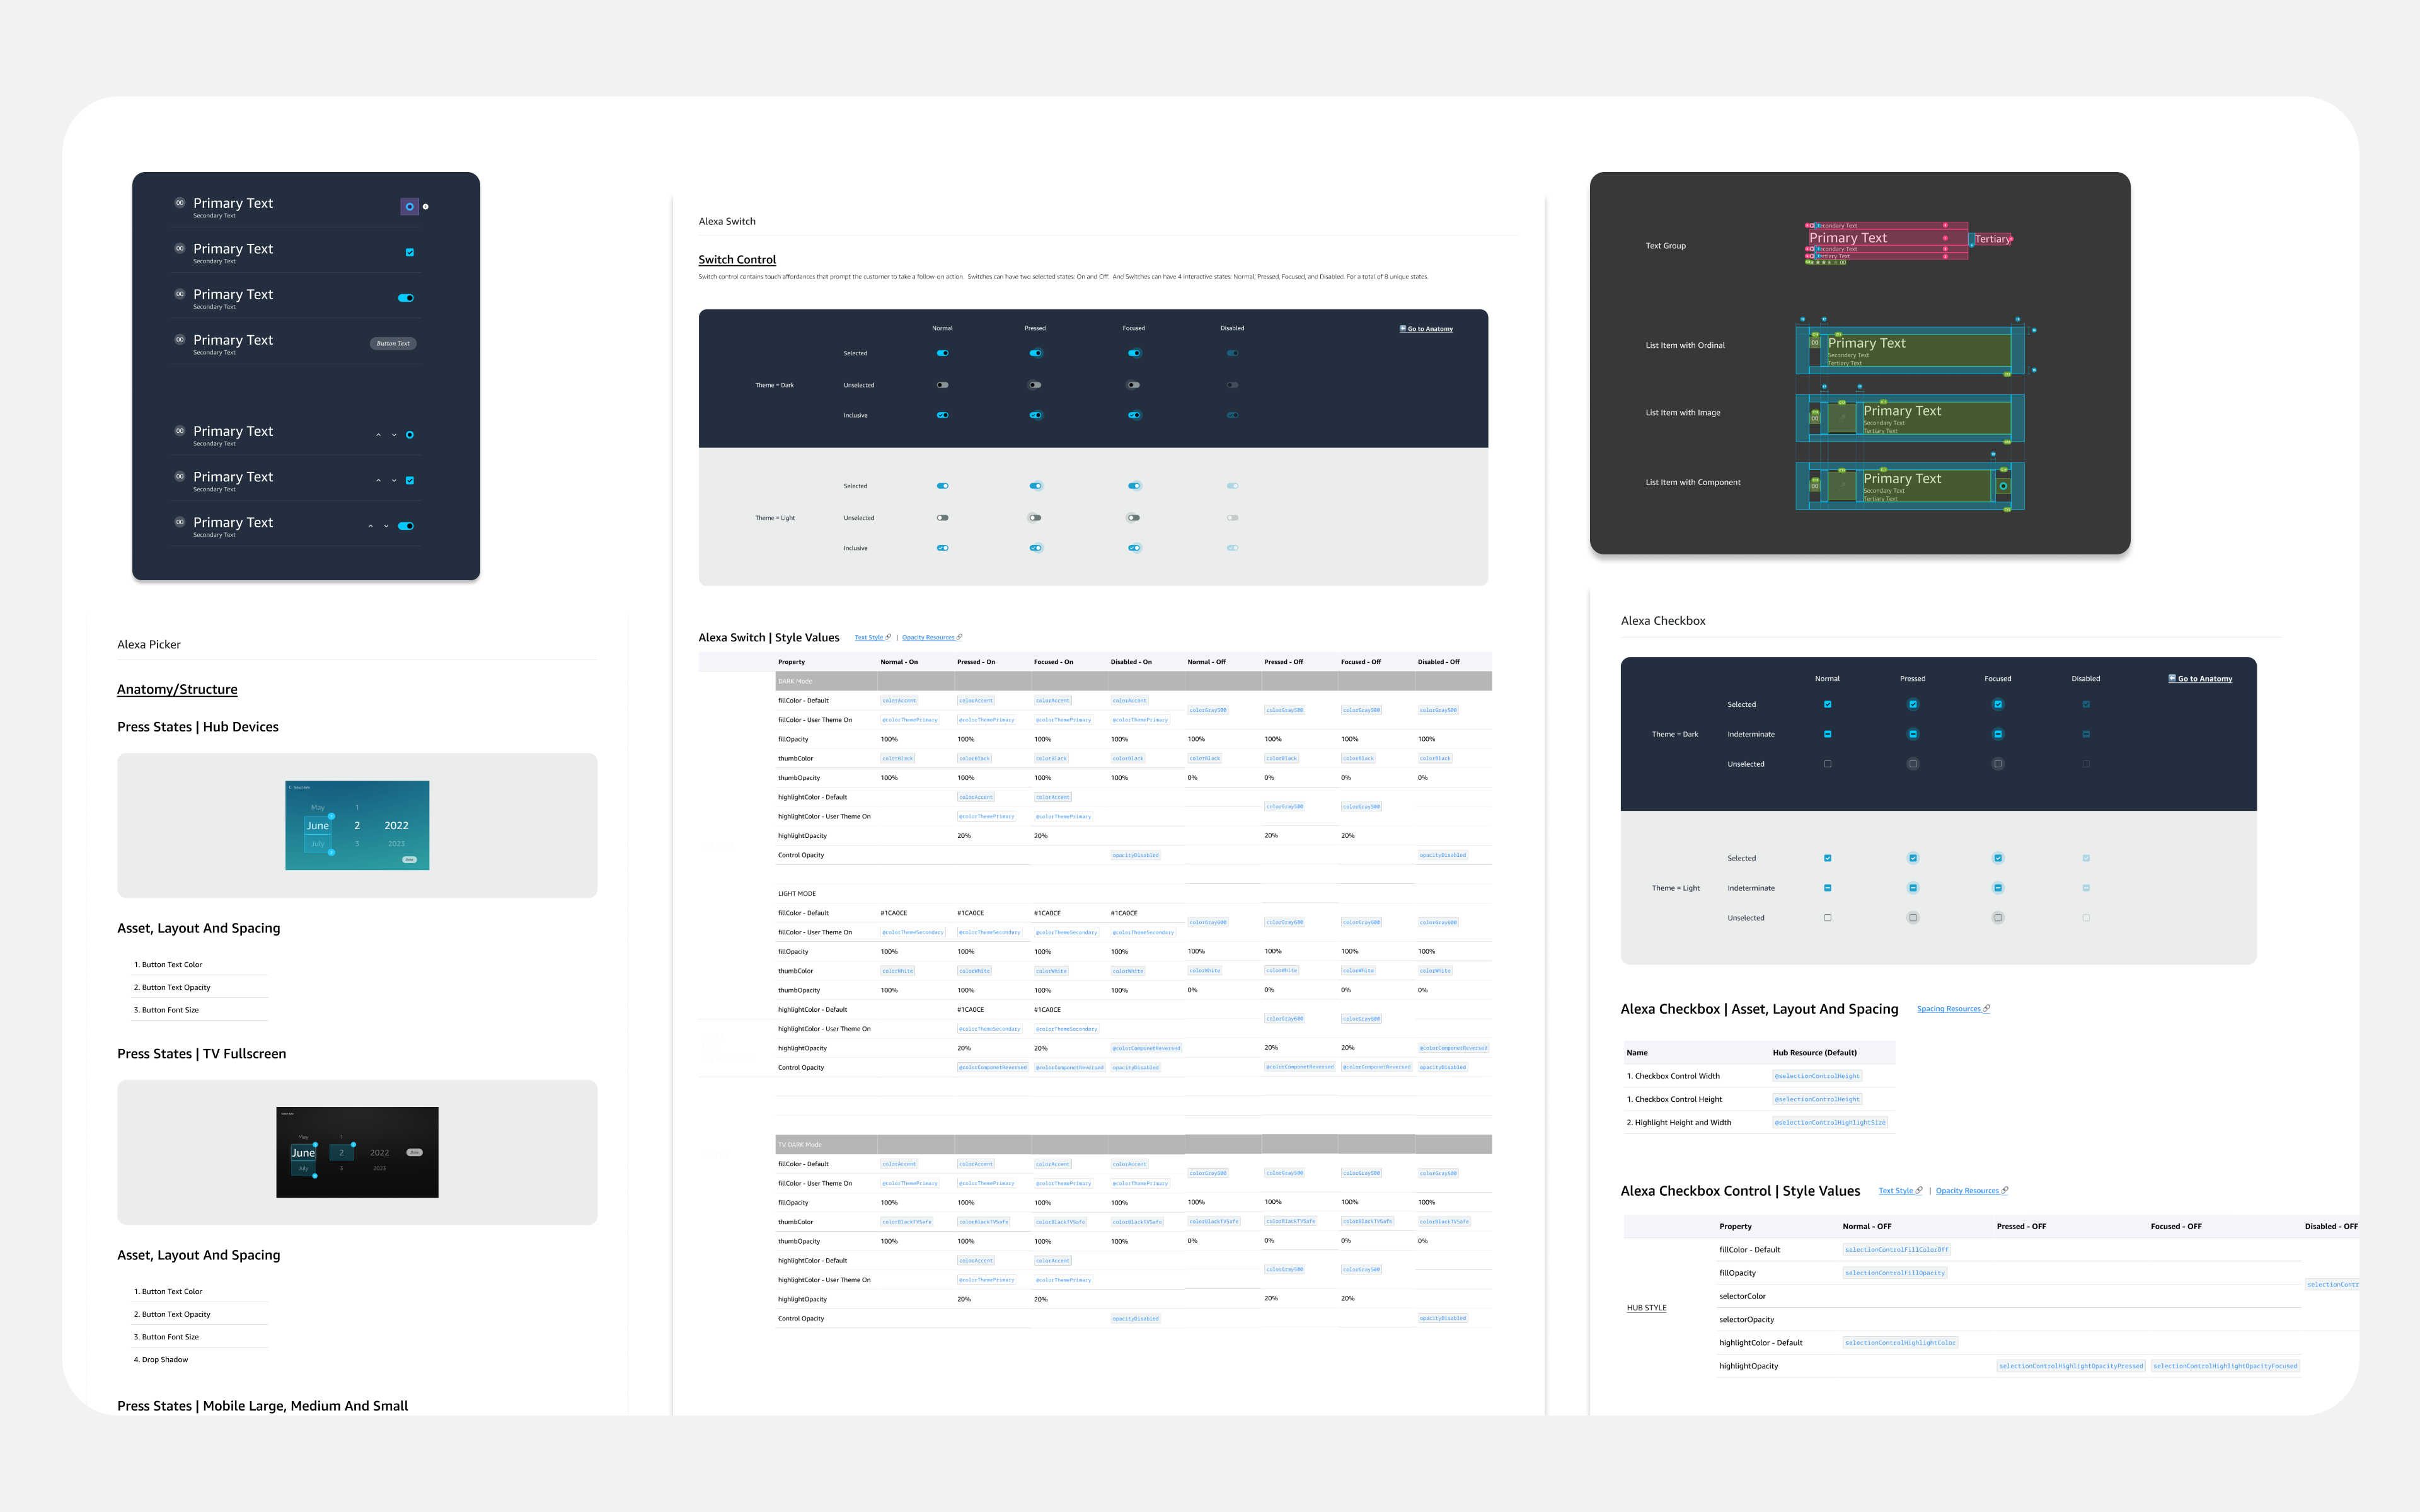 00 Primary Text
Secondary Text
00 Primary Text
Secondary Text
00 Primary Text
Secondary Text
00 Primary Text
Secondary Text
Button Text
00 Primary Text
Secondary Text
00 Primary Text
Secondary Text
00 Primary Text
Secondary Text
Alexa Picker
Anatomy/Structure
Press States | Hub Devices
May 1
June 2 2022
July 3 2023
Asset, Layout And Spacing
1. Button Text Color
2. Button Text Opacity
3. Button Font Size
Press States | TV Fullscreen
May 1
June 2 2022
July 3 2023
Asset, Layout And Spacing
1. Button Text Color
2. Button Text Opacity
3. Button Font Size
4. Drop Shadow
Press States | Mobile Large, Medium And Small
Alexa Switch
Switch Control
Switch control contains touch affordances that prompt the customer to take a follow-on action. Switches can have two selected states: On and Off. And Switches can have 4 interactive states: Normal, Pressed, Focused, and Disabled. For a total of 8 unique states.
Normal Pressed Focused Disabled Go to Anatomy
Selected
Theme = Dark Unselected
Inclusive
Selected
Theme = Light Unselected
Inclusive
Alexa Switch | Style Values Text Style | Opacity Resources
Property Normal - On Pressed - On Focused - On Disabled - On Normal - Off Pressed - Off Focused - Off Disabled - Off
DARK Mode
fillColor - Default colorAccent colorAccent colorAccent colorAccent
colorGray500 colorGray500 colorGray500 colorGray500
fillColor - User Theme On @colorThemePrimary @colorThemePrimary @colorThemePrimary @colorThemePrimary
fillOpacity 100% 100% 100% 100% 100% 100% 100% 100%
thumbColor colorBlack colorBlack colorBlack colorBlack colorBlack colorBlack colorBlack colorBlack
thumbOpacity 100% 100% 100% 100% 0% 0% 0% 0%
highlightColor - Default colorAccent colorAccent
colorGray500 colorGray500
highlightColor - User Theme On @colorThemePrimary @colorThemePrimary
highlightOpacity 20% 20% 20% 20%
Control Opacity opacityDisabled opacityDisabled
LIGHT MODE
fillColor - Default #1CA0CE #1CA0CE #1CA0CE #1CA0CE
colorGray600 colorGray600 colorGray600 colorGray600
fillColor - User Theme On @colorThemeSecondary @colorThemeSecondary @colorThemeSecondary @colorThemeSecondary
fillOpacity 100% 100% 100% 100% 100% 100% 100% 100%
thumbColor colorWhite colorWhite colorWhite colorWhite colorWhite colorWhite colorWhite colorWhite
thumbOpacity 100% 100% 100% 100% 0% 0% 0% 0%
highlightColor - Default #1CA0CE #1CA0CE
colorGray600 colorGray600
highlightColor - User Theme On @colorThemeSecondary @colorThemeSecondary
highlightOpacity 20% 20% @colorComponetReversed 20% 20% @colorComponetReversed
Control Opacity @colorComponetReversed @colorComponetReversed opacityDisabled @colorComponetReversed @colorComponetReversed opacityDisabled
TV DARK Mode
fillColor - Default colorAccent colorAccent colorAccent colorAccent
colorGray500 colorGray500 colorGray500 colorGray500
fillColor - User Theme On @colorThemePrimary @colorThemePrimary @colorThemePrimary @colorThemePrimary
fillOpacity 100% 100% 100% 100% 100% 100% 100% 100%
thumbColor colorBlackTVSafe colorBlackTVSafe colorBlackTVSafe colorBlackTVSafe colorBlackTVSafe colorBlackTVSafe colorBlackTVSafe colorBlackTVSafe
thumbOpacity 100% 100% 100% 100% 0% 0% 0% 0%
highlightColor - Default colorAccent colorAccent
colorGray500 colorGray500
highlightColor - User Theme On @colorThemePrimary @colorThemePrimary
highlightOpacity 20% 20% 20% 20%
Control Opacity opacityDisabled opacityDisabled
Text Group
Secondary Text
Primary Text Tertiary
Secondary Text
Tertiary Text
List Item with Ordinal
00 Primary Text
Secondary Text
Tertiary Text
List Item with Image
00 Primary Text
Secondary Text
Tertiary Text
List Item with Component
00 Primary Text
Secondary Text
Tertiary Text
Alexa Checkbox
Normal Pressed Focused Disabled Go to Anatomy
Selected
Theme = Dark Indeterminate
Unselected
Selected
Theme = Light Indeterminate
Unselected
Alexa Checkbox | Asset, Layout And Spacing Spacing Resources
Name Hub Resource (Default)
1. Checkbox Control Width @selectionControlHeight
1. Checkbox Control Height @selectionControlHeight
2. Highlight Height and Width @selectionControlHighlightSize
Alexa Checkbox Control | Style Values Text Style | Opacity Resources
Property Normal - OFF Pressed - OFF Focused - OFF Disabled - OFF
fillColor - Default selectionControlFillColorOff
fillOpacity selectionControlFillOpacity
selectionContr
selectorColor
HUB STYLE
selectorOpacity
highlightColor - Default selectionControlHighlightColor
highlightOpacity selectionControlHighlightOpacityPressed selectionControlHighlightOpacityFocused